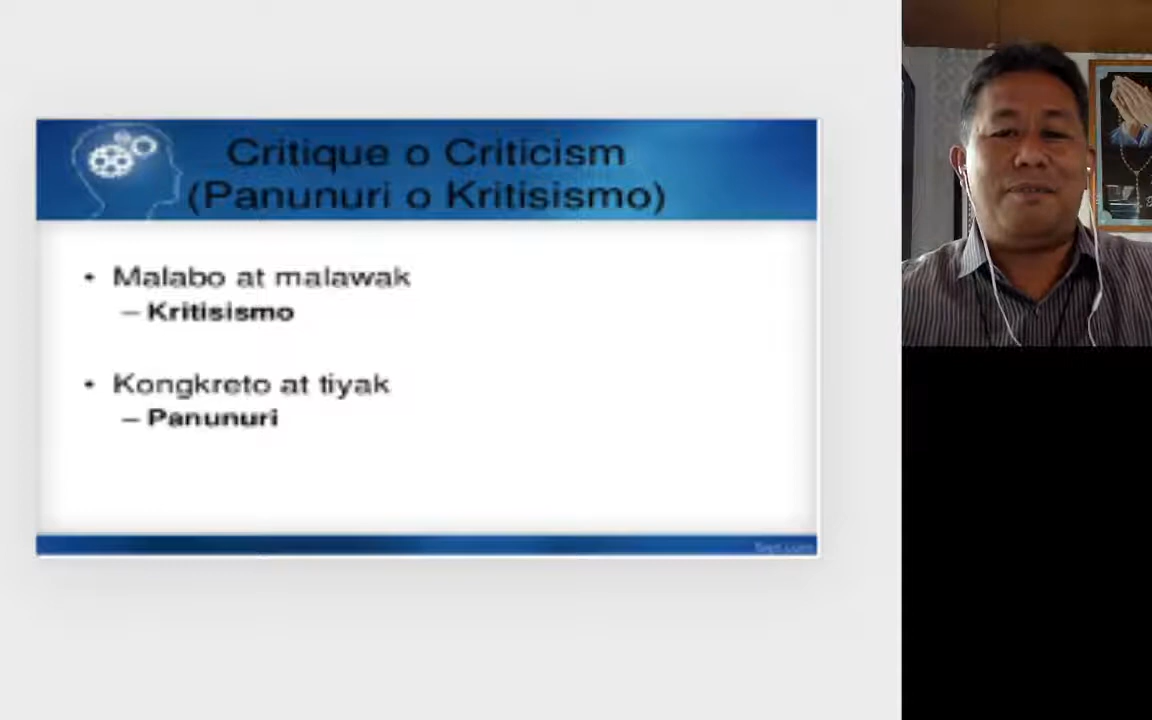 Critique o Criticism
(Panunuri o Kritisismo)
• Malabo at malawak
– Kritisismo
• Kongkreto at tiyak
– Panunuri